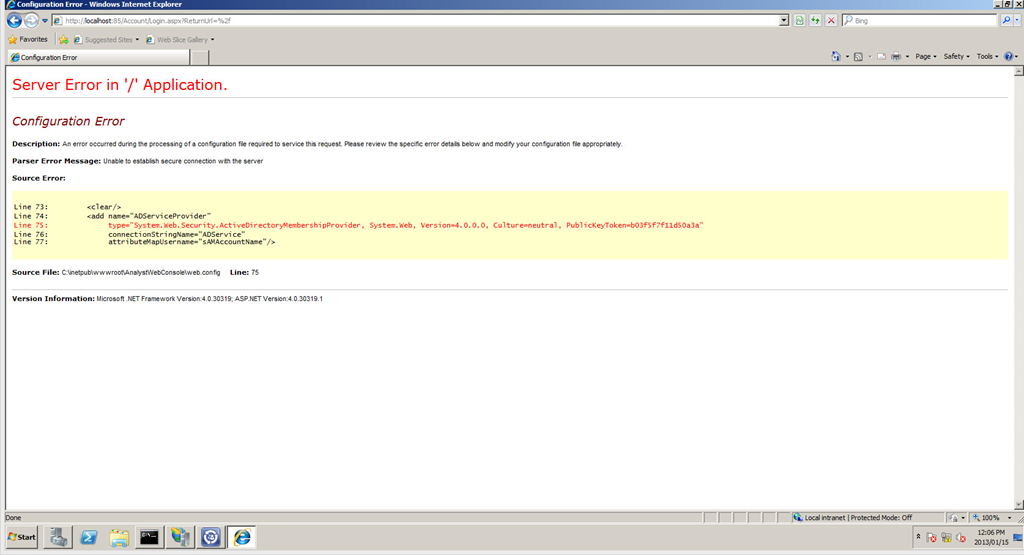 Configuration Error - Windows Internet Explorer
http://localhost:85/Account/Login.aspx?ReturnUrl=%2f
Bing
Favorites
Suggested Sites
Web Slice Gallery
Configuration Error
Page
Safety
Tools
Server Error in '/' Application.
Configuration Error
Description: An error occurred during the processing of a configuration file required to service this request. Please review the specific error details below and modify your configuration file appropriately.
Parser Error Message: Unable to establish secure connection with the server
Source Error:
Line 73: <clear/>
Line 74: <add name="ADServiceProvider"
Line 75: type="System.Web.Security.ActiveDirectoryMembershipProvider, System.Web, Version=4.0.0.0, Culture=neutral, PublicKeyToken=b03f5f7f11d50a3a"
Line 76: connectionStringName="ADService"
Line 77: attributeMapUsername="sAMAccountName"/>
Source File: C:\inetpub\wwwroot\AnalystWebConsole\web.config Line: 75
Version Information: Microsoft .NET Framework Version:4.0.30319; ASP.NET Version:4.0.30319.1
Done
Local intranet | Protected Mode: Off
100%
Start
12:06 PM
2013/01/15